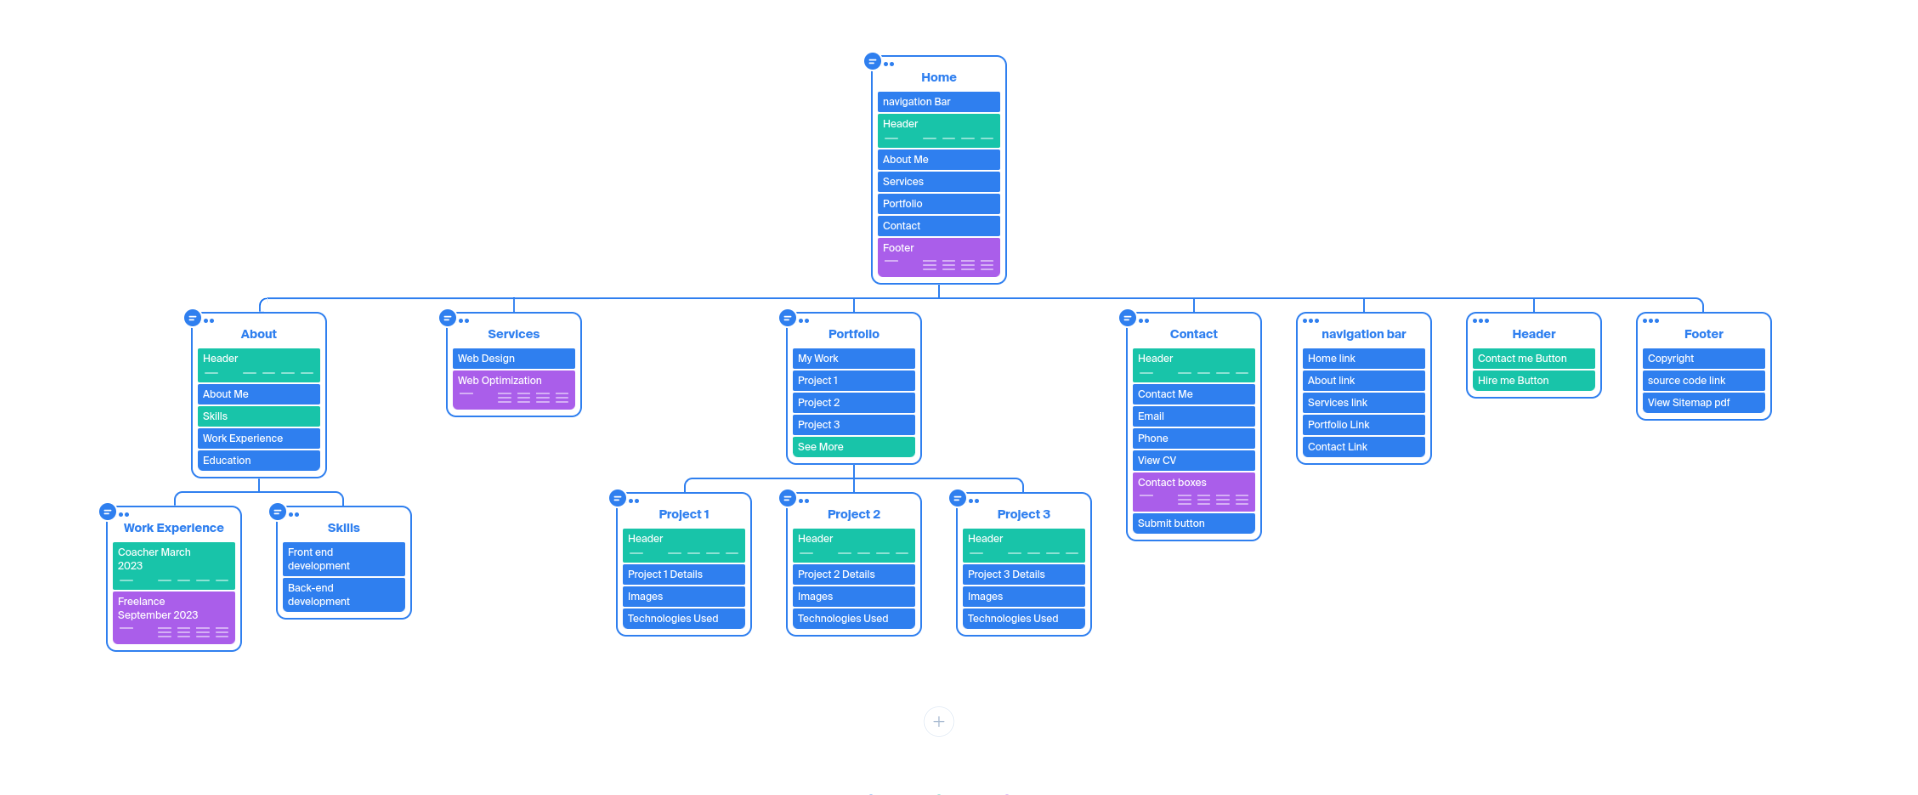 Home
navigation Bar
Header
About Me
Services
Portfolio
Contact
Footer
About
Header
About Me
Skills
Work Experience
Education
Services
Web Design
Web Optimization
Portfolio
My Work
Project 1
Project 2
Project 3
See More
Contact
Header
Contact Me
Email
Phone
View CV
Contact boxes
Submit button
navigation bar
Home link
About link
Services link
Portfolio Link
Contact Link
Header
Contact me Button
Hire me Button
Footer
Copyright
source code link
View Sitemap pdf
Work Experience
Coacher March
2023
Freelance
September 2023
Skills
Front end
development
Back-end
development
Project 1
Header
Project 1 Details
Images
Technologies Used
Project 2
Header
Project 2 Details
Images
Technologies Used
Project 3
Header
Project 3 Details
Images
Technologies Used